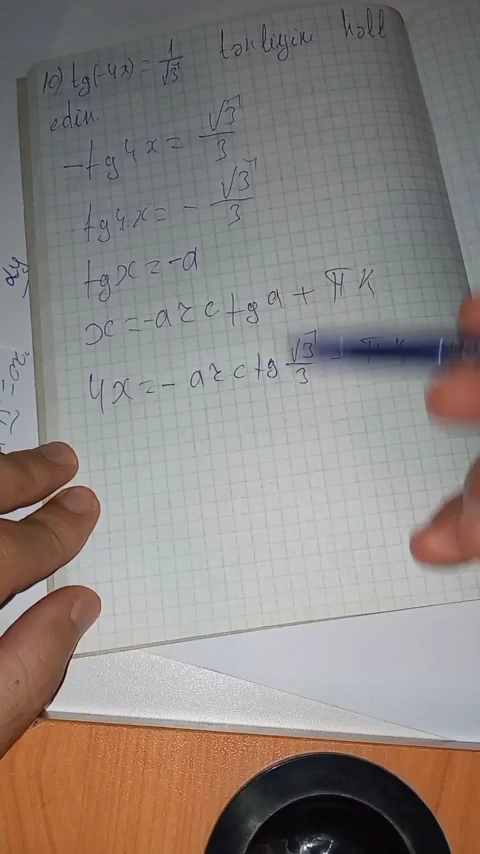 10) tg(-4x) = 1/√3 tənliyini həll
edin.
-tg4x = √3/3
tg4x = - √3/3
tgx = -a
x = -arctga + πk
4x = -arctg √3/3 + πk